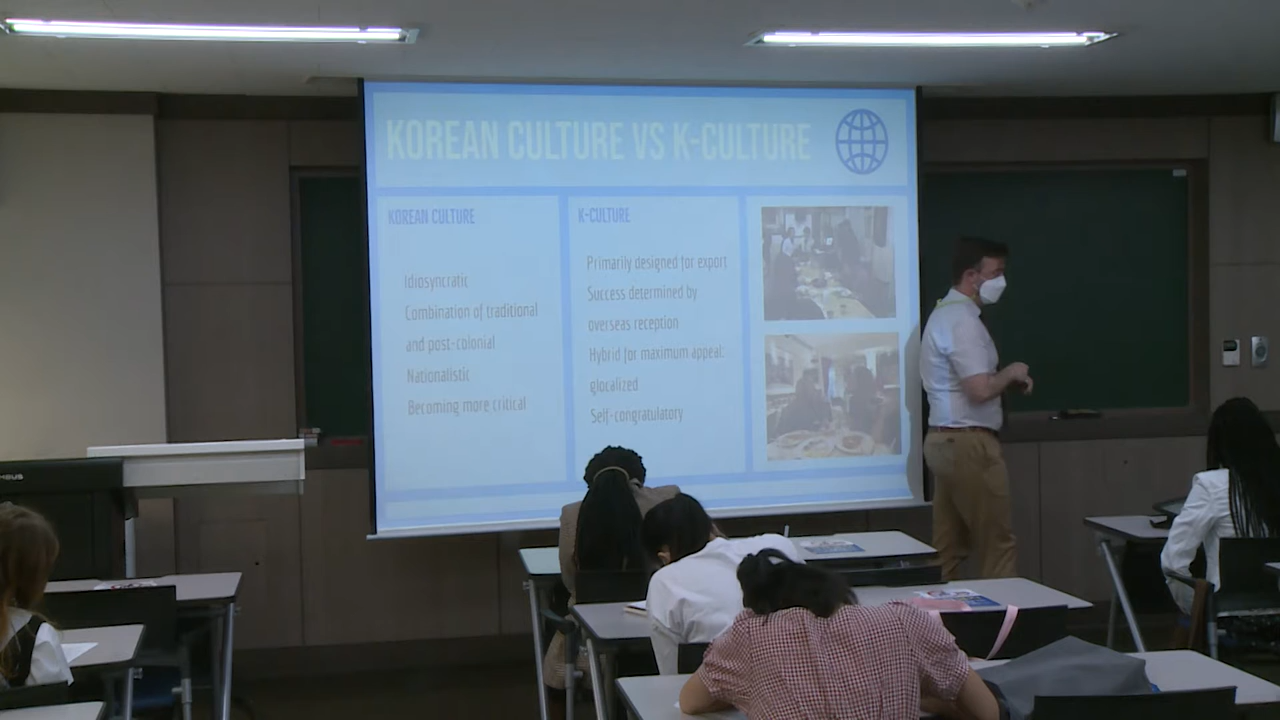 KOREAN CULTURE VS K-CULTURE
KOREAN CULTURE
Idiosyncratic
Combination of traditional
and post-colonial
Nationalistic
Becoming more critical
K-CULTURE
Primarily designed for export
Success determined by
overseas reception
Hybrid for maximum appeal:
glocalized
Self-congratulatory